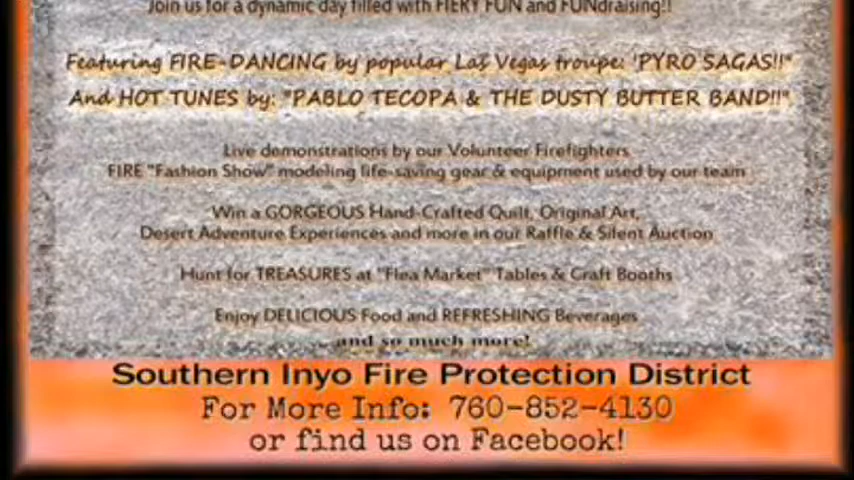 Join us for a dynamic day filled with FIERY FUN and FUNdraising!!
Featuring FIRE-DANCING by popular Las Vegas troupe: 'PYRO SAGAS!!"
And HOT TUNES by: "PABLO TECOPA & THE DUSTY BUTTER BAND!!"
Live demonstrations by our Volunteer Firefighters
FIRE "Fashion Show" modeling life-saving gear & equipment used by our team
Win a GORGEOUS Hand-Crafted Quilt, Original Art,
Desert Adventure Experiences and more in our Raffle & Silent Auction
Hunt for TREASURES at "Flea Market" Tables & Craft Booths
Enjoy DELICIOUS Food and REFRESHING Beverages
and so much more!
Southern Inyo Fire Protection District
For More Info: 760-852-4130
or find us on Facebook!